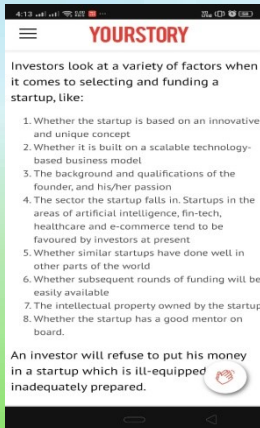 4:13
YOURSTORY
Investors look at a variety of factors when
it comes to selecting and funding a
startup, like:
1. Whether the startup is based on an innovative
and unique concept
2. Whether it is built on a scalable technology-
based business model
3. The background and qualifications of the
founder, and his/her passion
4. The sector the startup falls in. Startups in the
areas of artificial intelligence, fin-tech,
healthcare and e-commerce tend to be
favoured by investors at present
5. Whether similar startups have done well in
other parts of the world
6. Whether subsequent rounds of funding will be
easily available
7. The intellectual property owned by the startup
8. Whether the startup has a good mentor on
board.
An investor will refuse to put his money
in a startup which is ill-equipped
inadequately prepared.